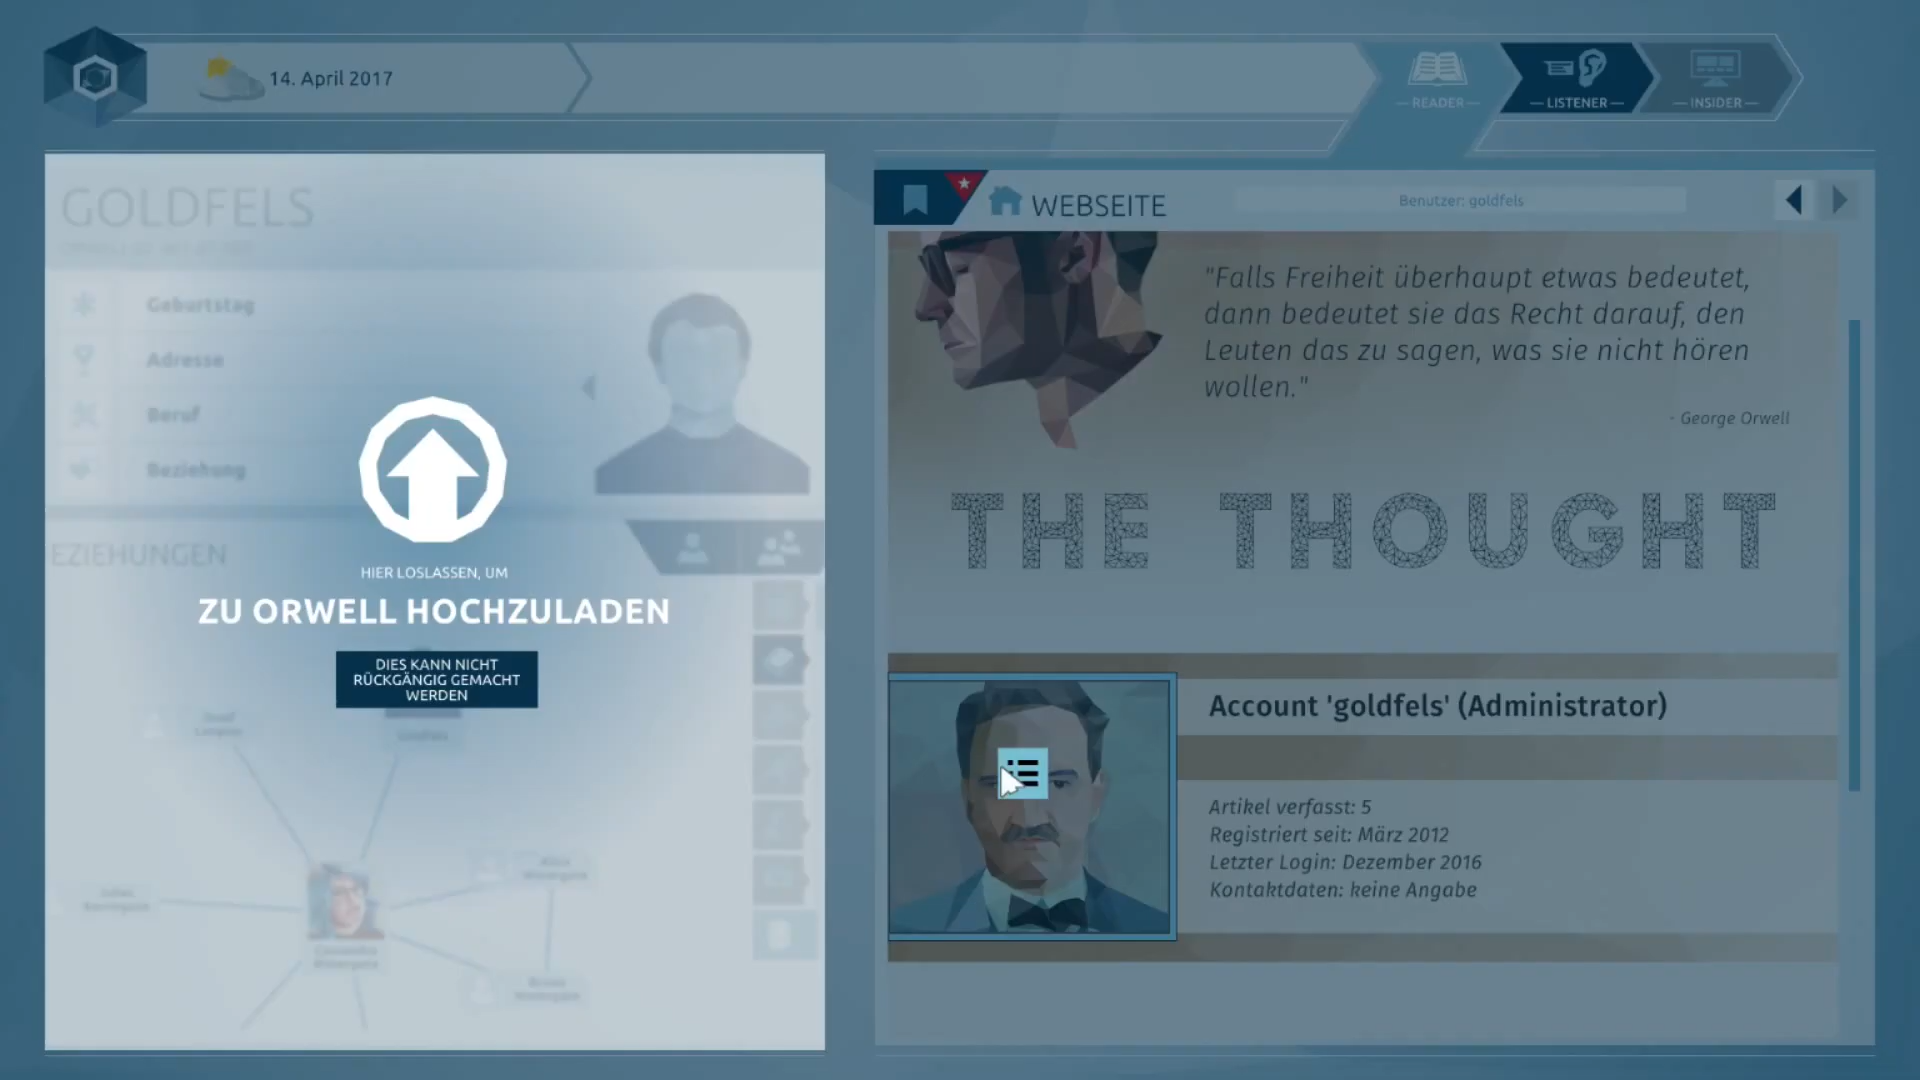 14. April 2017
READER
LISTENER
INSIDER
GOLDFELS
Geburtstag
Adresse
Beruf
Beziehung
EZIEHUNGEN
HIER LOSLASSEN, UM
ZU ORWELL HOCHZULADEN
DIES KANN NICHT
RÜCKGÄNGIG GEMACHT
WERDEN
Goldfels
WEBSEITE
Benutzer: goldfels
"Falls Freiheit überhaupt etwas bedeutet,
dann bedeutet sie das Recht darauf, den
Leuten das zu sagen, was sie nicht hören
wollen."
- George Orwell
THE THOUGHT
Account 'goldfels' (Administrator)
Artikel verfasst: 5
Registriert seit: März 2012
Letzter Login: Dezember 2016
Kontaktdaten: keine Angabe